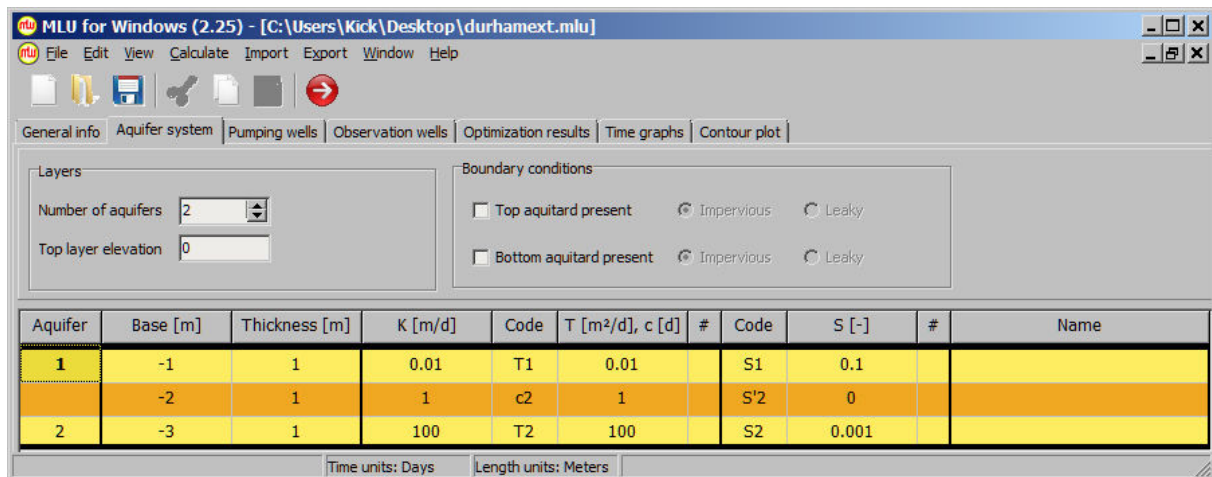 MLU for Windows (2.25) - [C:\Users\Kick\Desktop\durhamext.mlu]
File Edit View Calculate Import Export Window Help
General info Aquifer system Pumping wells Observation wells Optimization results Time graphs Contour plot
Layers
Number of aquifers 2
Top layer elevation 0
Boundary conditions
Top aquitard present Impervious Leaky
Bottom aquitard present Impervious Leaky
Aquifer Base [m] Thickness [m] K [m/d] Code T [m²/d], c [d] # Code S [-] # Name
1 -1 1 0.01 T1 0.01 S1 0.1
-2 1 1 c2 1 S'2 0
2 -3 1 100 T2 100 S2 0.001
Time units: Days Length units: Meters